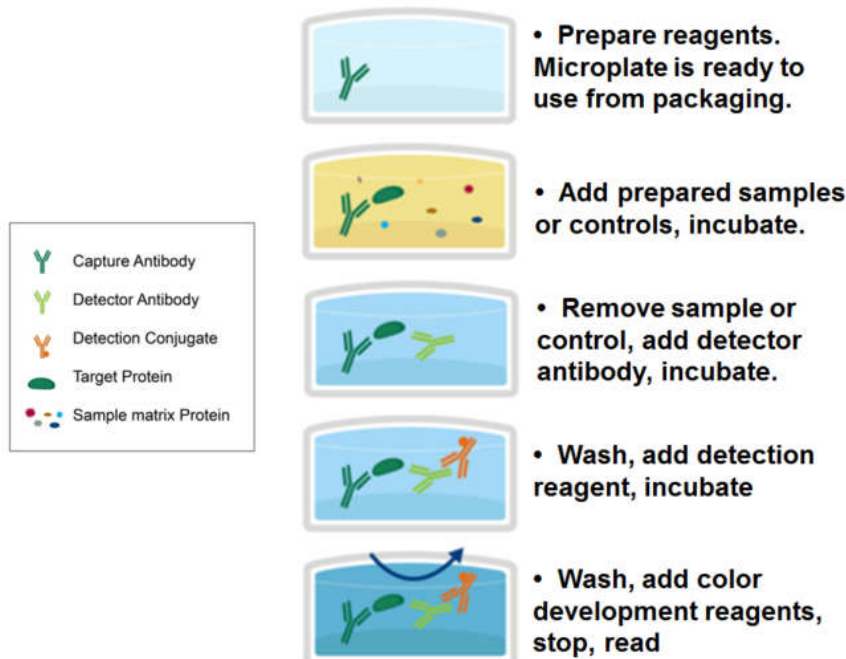 • Prepare reagents.
Microplate is ready to
use from packaging.
• Add prepared samples
or controls, incubate.
Capture Antibody
Detector Antibody
Detection Conjugate
Target Protein
Sample matrix Protein
• Remove sample or
control, add detector
antibody, incubate.
• Wash, add detection
reagent, incubate
• Wash, add color
development reagents,
stop, read